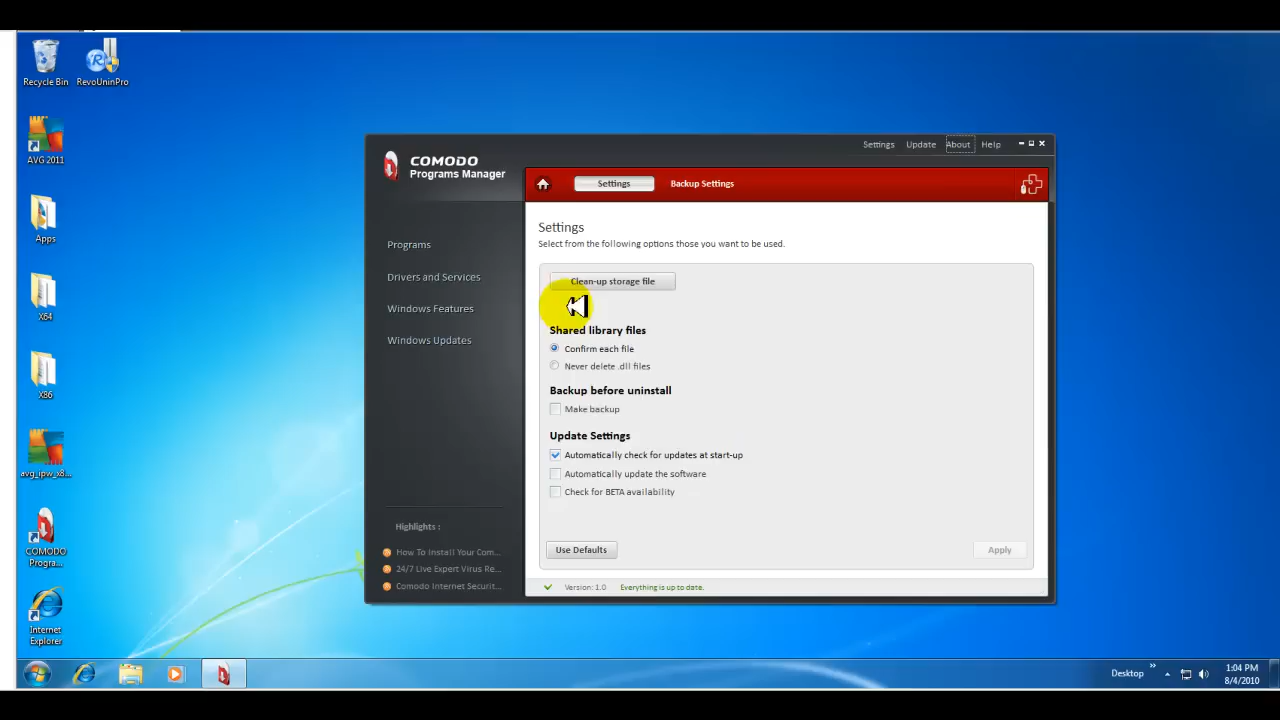 Recycle Bin
RevoUninPro
AVG 2011
Apps
X64
X86
avg_ipw_x8...
COMODO
Progra...
Internet
Explorer
COMODO
Programs Manager
Settings Update About Help
Settings Backup Settings
Programs
Drivers and Services
Windows Features
Windows Updates
Highlights :
How To Install Your Com...
24/7 Live Expert Virus Re...
Comodo Internet Securit...
Settings
Select from the following options those you want to be used.
Clean-up storage file
Shared library files
Confirm each file
Never delete .dll files
Backup before uninstall
Make backup
Update Settings
Automatically check for updates at start-up
Automatically update the software
Check for BETA availability
Use Defaults
Apply
Version: 1.0 Everything is up to date.
Desktop
1:04 PM
8/4/2010